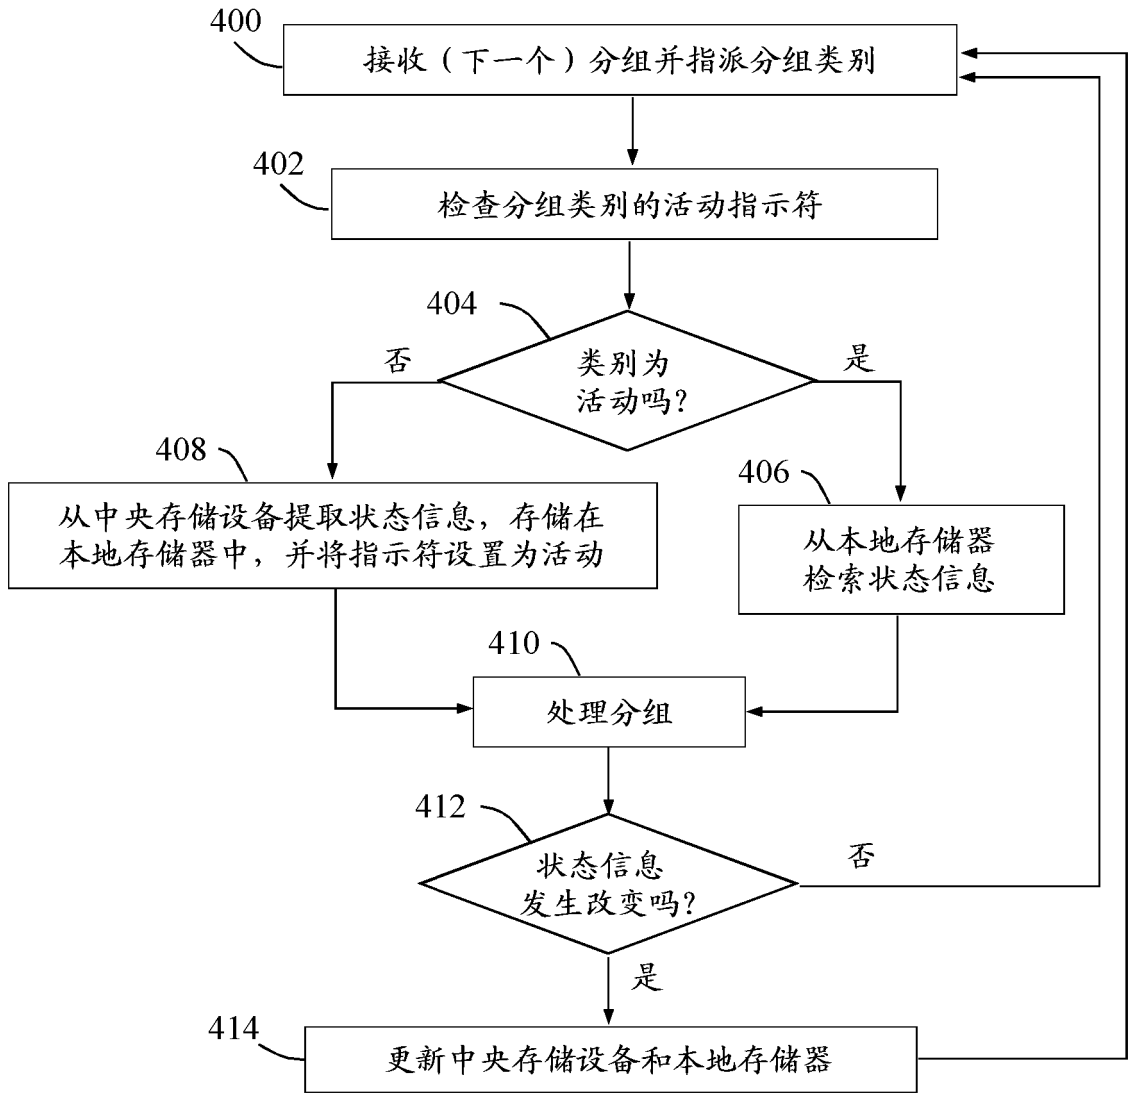 400
接收（下一个）分组并指派分组类别
402
检查分组类别的活动指示符
404
否
类别为
活动吗？
是
408
从中央存储设备提取状态信息，存储在
本地存储器中，并将指示符设置为活动
406
从本地存储器
检索状态信息
410
处理分组
412
状态信息
发生改变吗？
否
是
414
更新中央存储设备和本地存储器